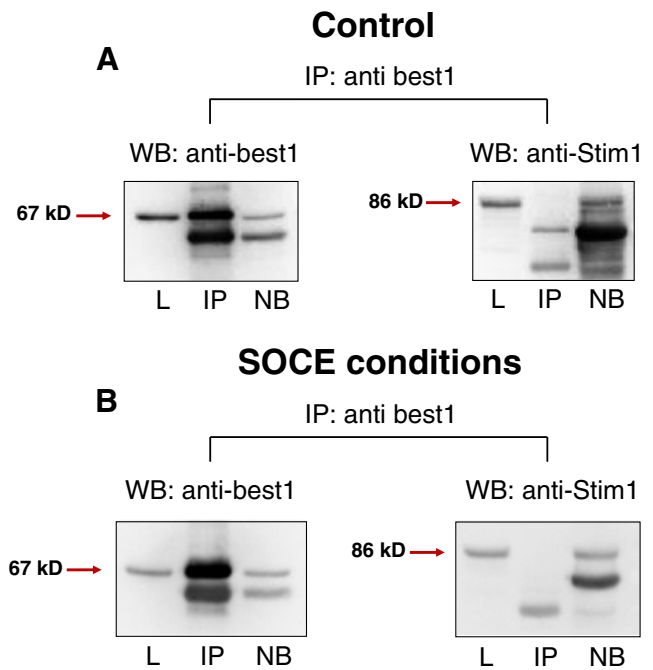 Control
A
IP: anti best1
WB: anti-best1
WB: anti-Stim1
67 kD
86 kD
L IP NB
L IP NB
SOCE conditions
B
IP: anti best1
WB: anti-best1
WB: anti-Stim1
67 kD
86 kD
L IP NB
L IP NB